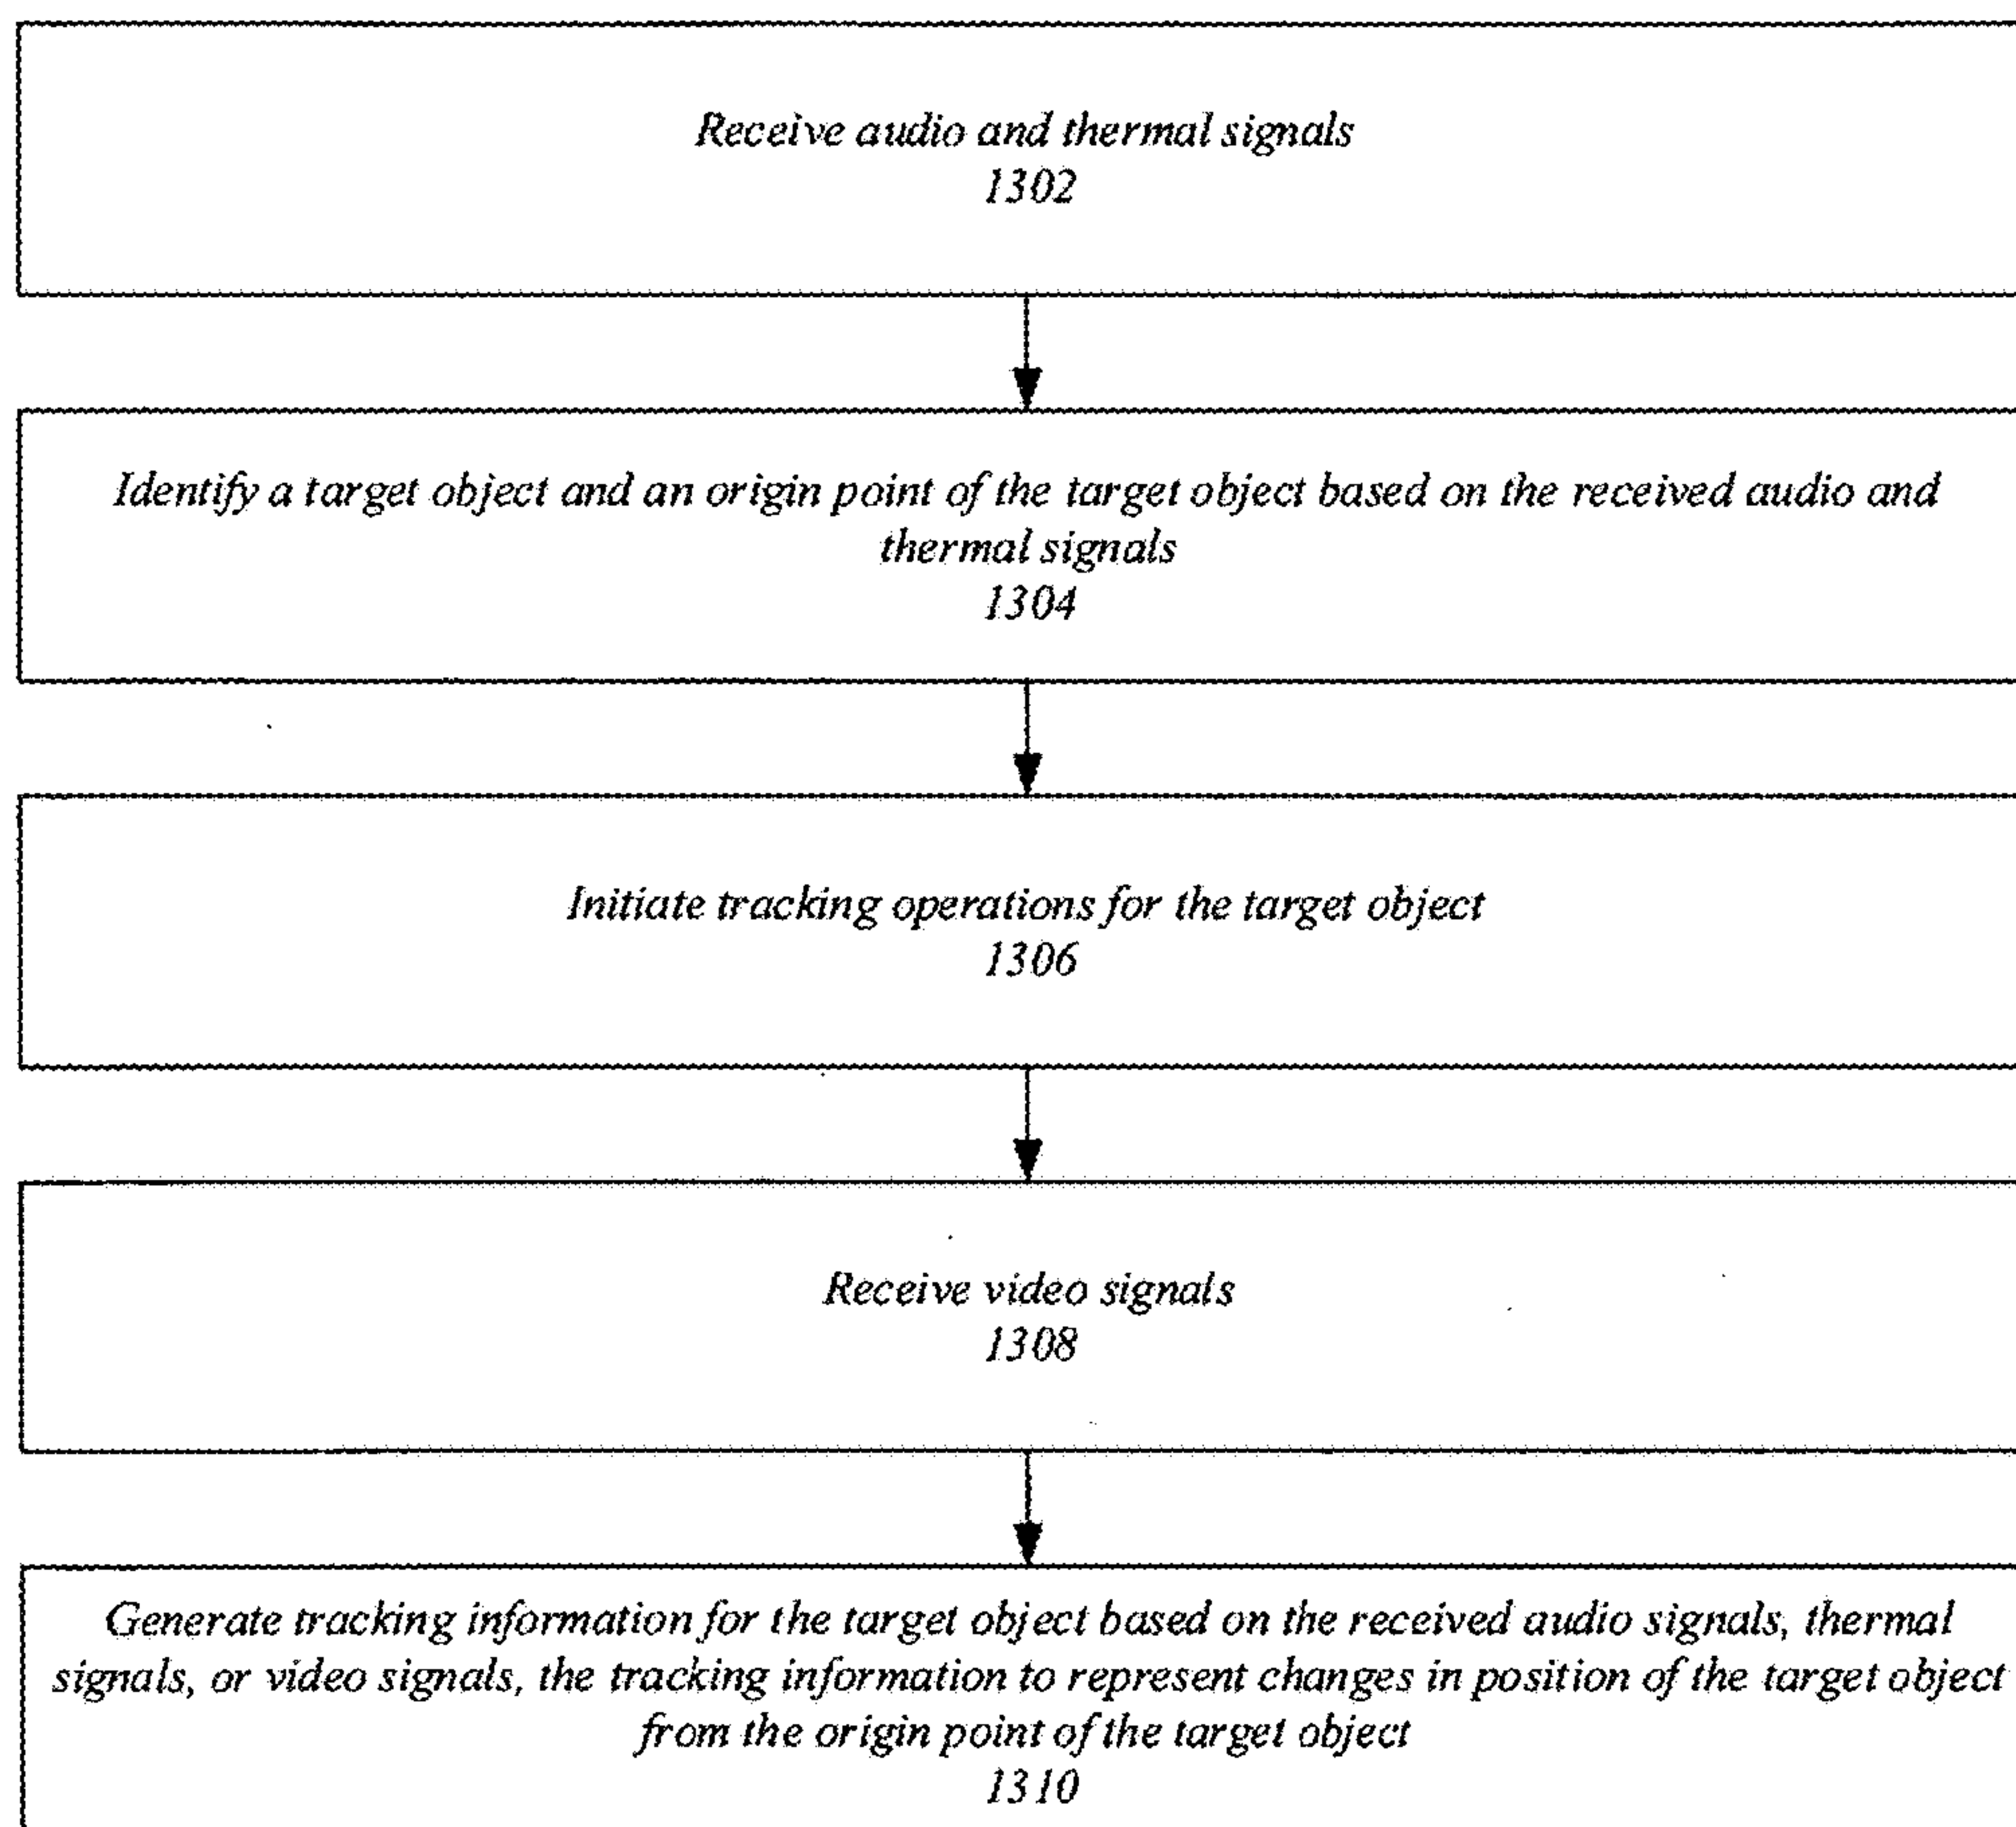 Receive audio and thermal signals
1302
Identify a target object and an origin point of the target object based on the received audio and
thermal signals
1304
Initiate tracking operations for the target object
1306
Receive video signals
1308
Generate tracking information for the target object based on the received audio signals, thermal
signals, or video signals, the tracking information to represent changes in position of the target object
from the origin point of the target object
1310